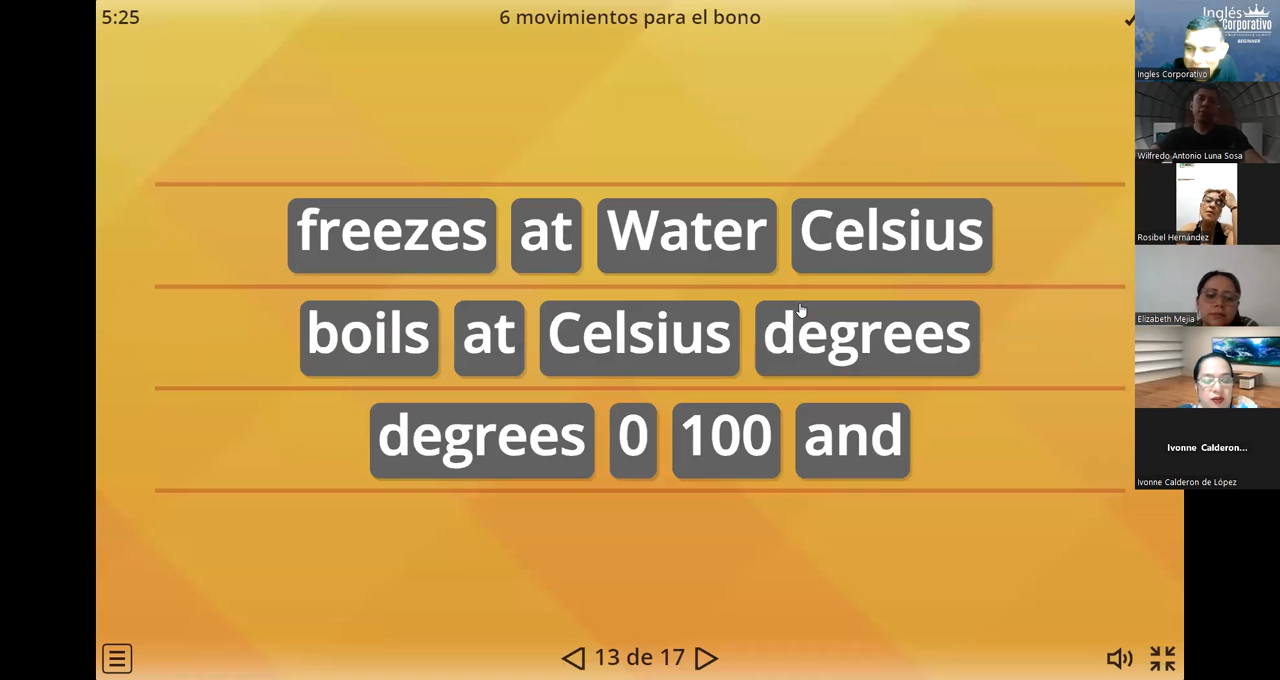 5:25
6 movimientos para el bono
Inglés
Corporativo
BEGINNER
Ingles Corporativo
Wilfredo Antonio Luna Sosa
Rosibel Hernández
Elizabeth Mejia
Ivonne Calderon...
Ivonne Calderon de López
freezes at Water Celsius
boils at Celsius degrees
degrees 0 100 and
13 de 17